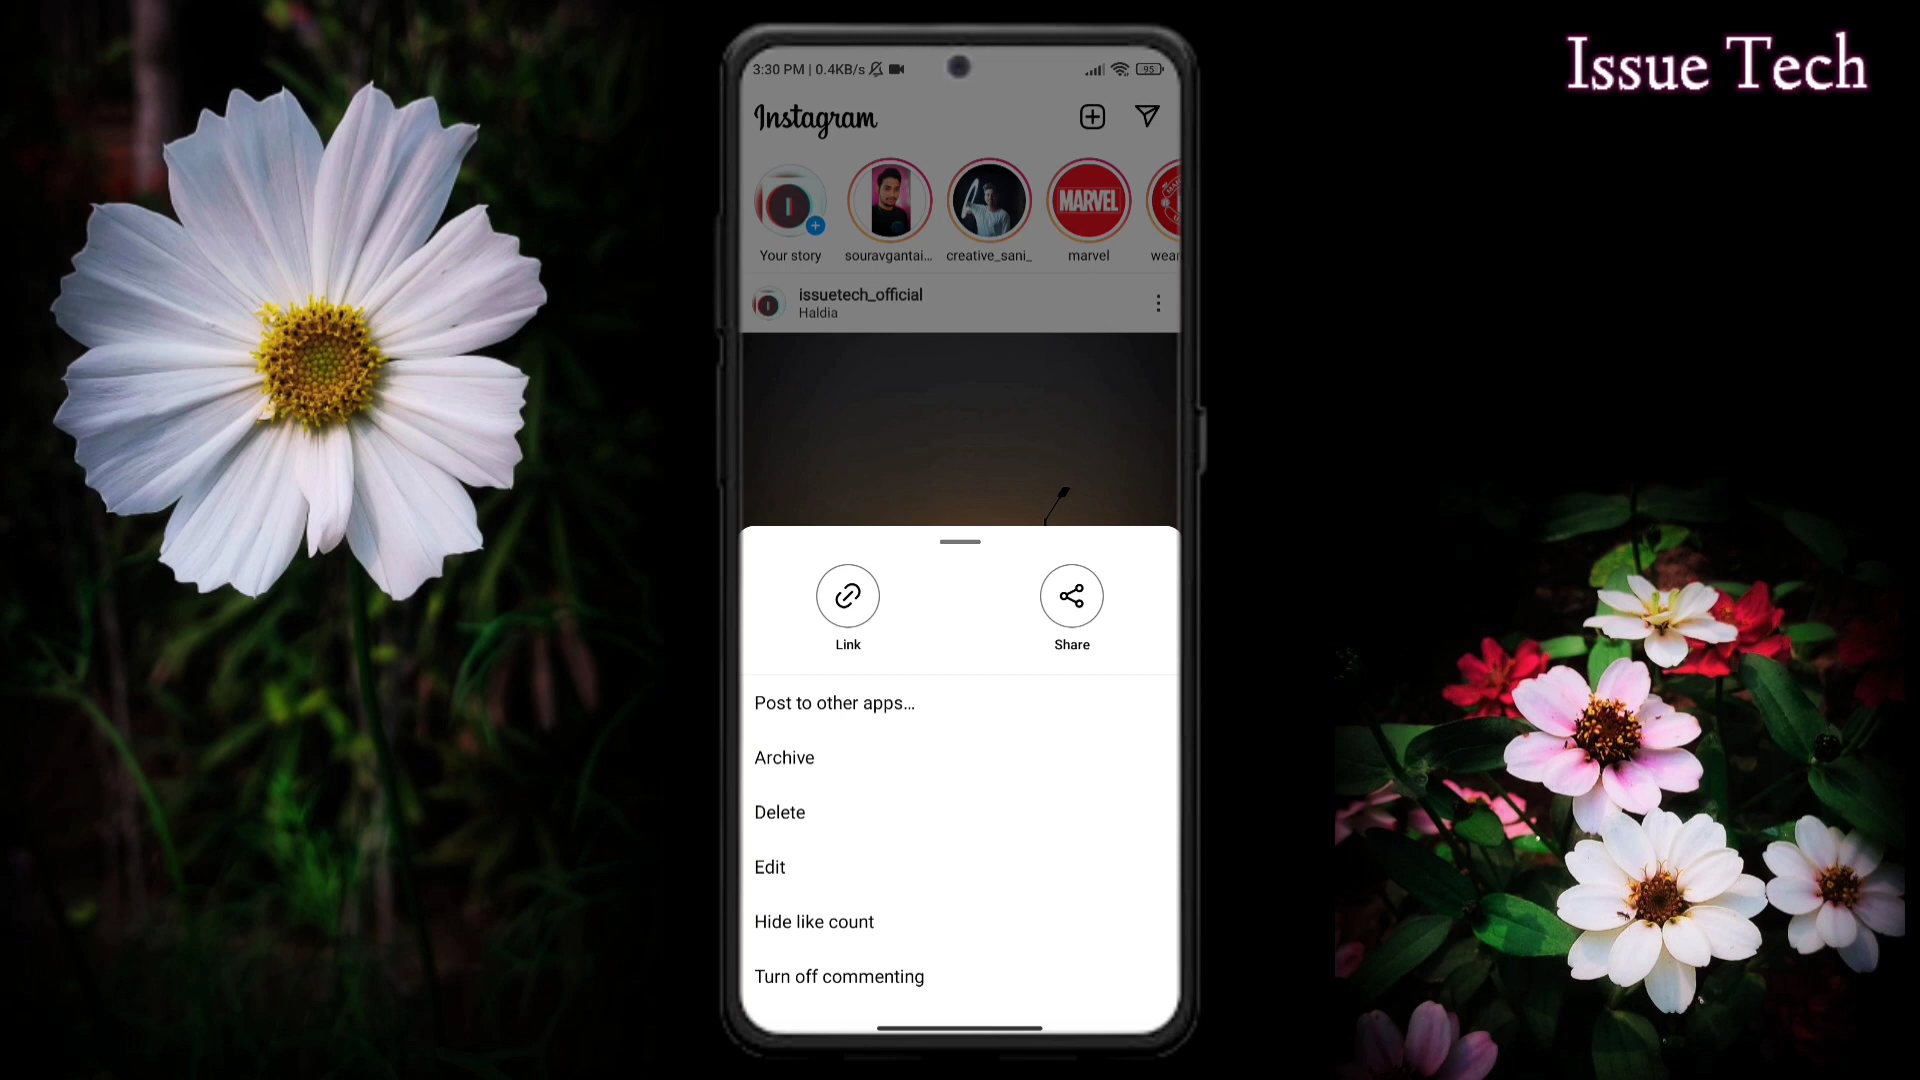 Issue Tech
3:30 PM | 0.4KB/s
95
Instagram
MARVEL
Your story
souravgantai...
creative_sani_
marvel
wear
issuetech_official
Haldia
Link
Share
Post to other apps...
Archive
Delete
Edit
Hide like count
Turn off commenting